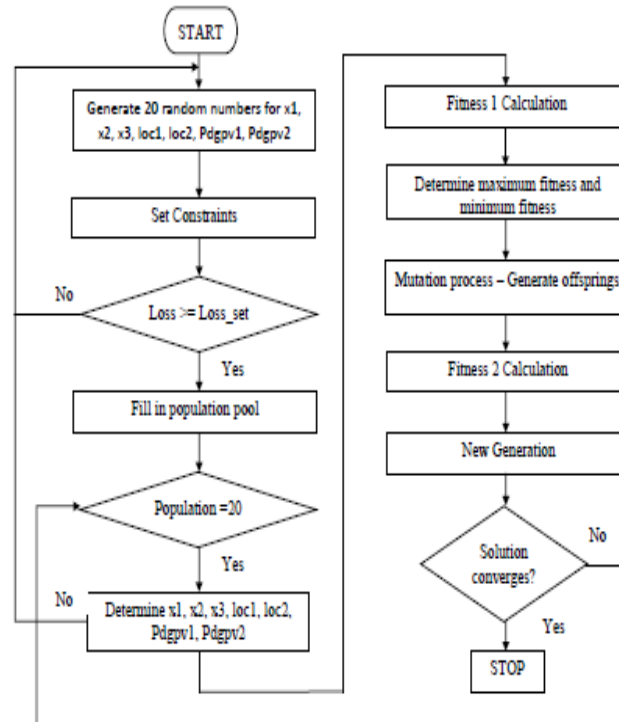 START
Generate 20 random numbers for x1,
x2, x3, loc1, loc2, Pdgpv1, Pdgpv2
Set Constraints
No
Loss >= Loss_set
Yes
Fill in population pool
Population =20
Yes
No
Determine x1, x2, x3, loc1, loc2,
Pdgpv1, Pdgpv2
Fitness 1 Calculation
Determine maximum fitness and
minimum fitness
Mutation process – Generate offsprings
Fitness 2 Calculation
New Generation
Solution
converges?
No
Yes
STOP